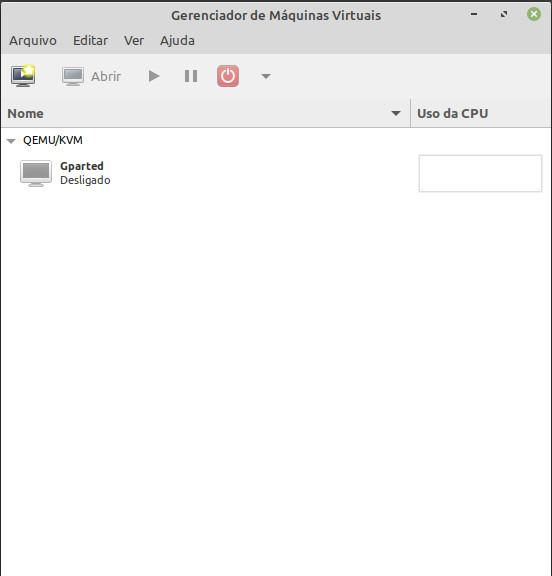 Gerenciador de Máquinas Virtuais
Arquivo Editar Ver Ajuda
Abrir
Nome Uso da CPU
QEMU/KVM
Gparted
Desligado